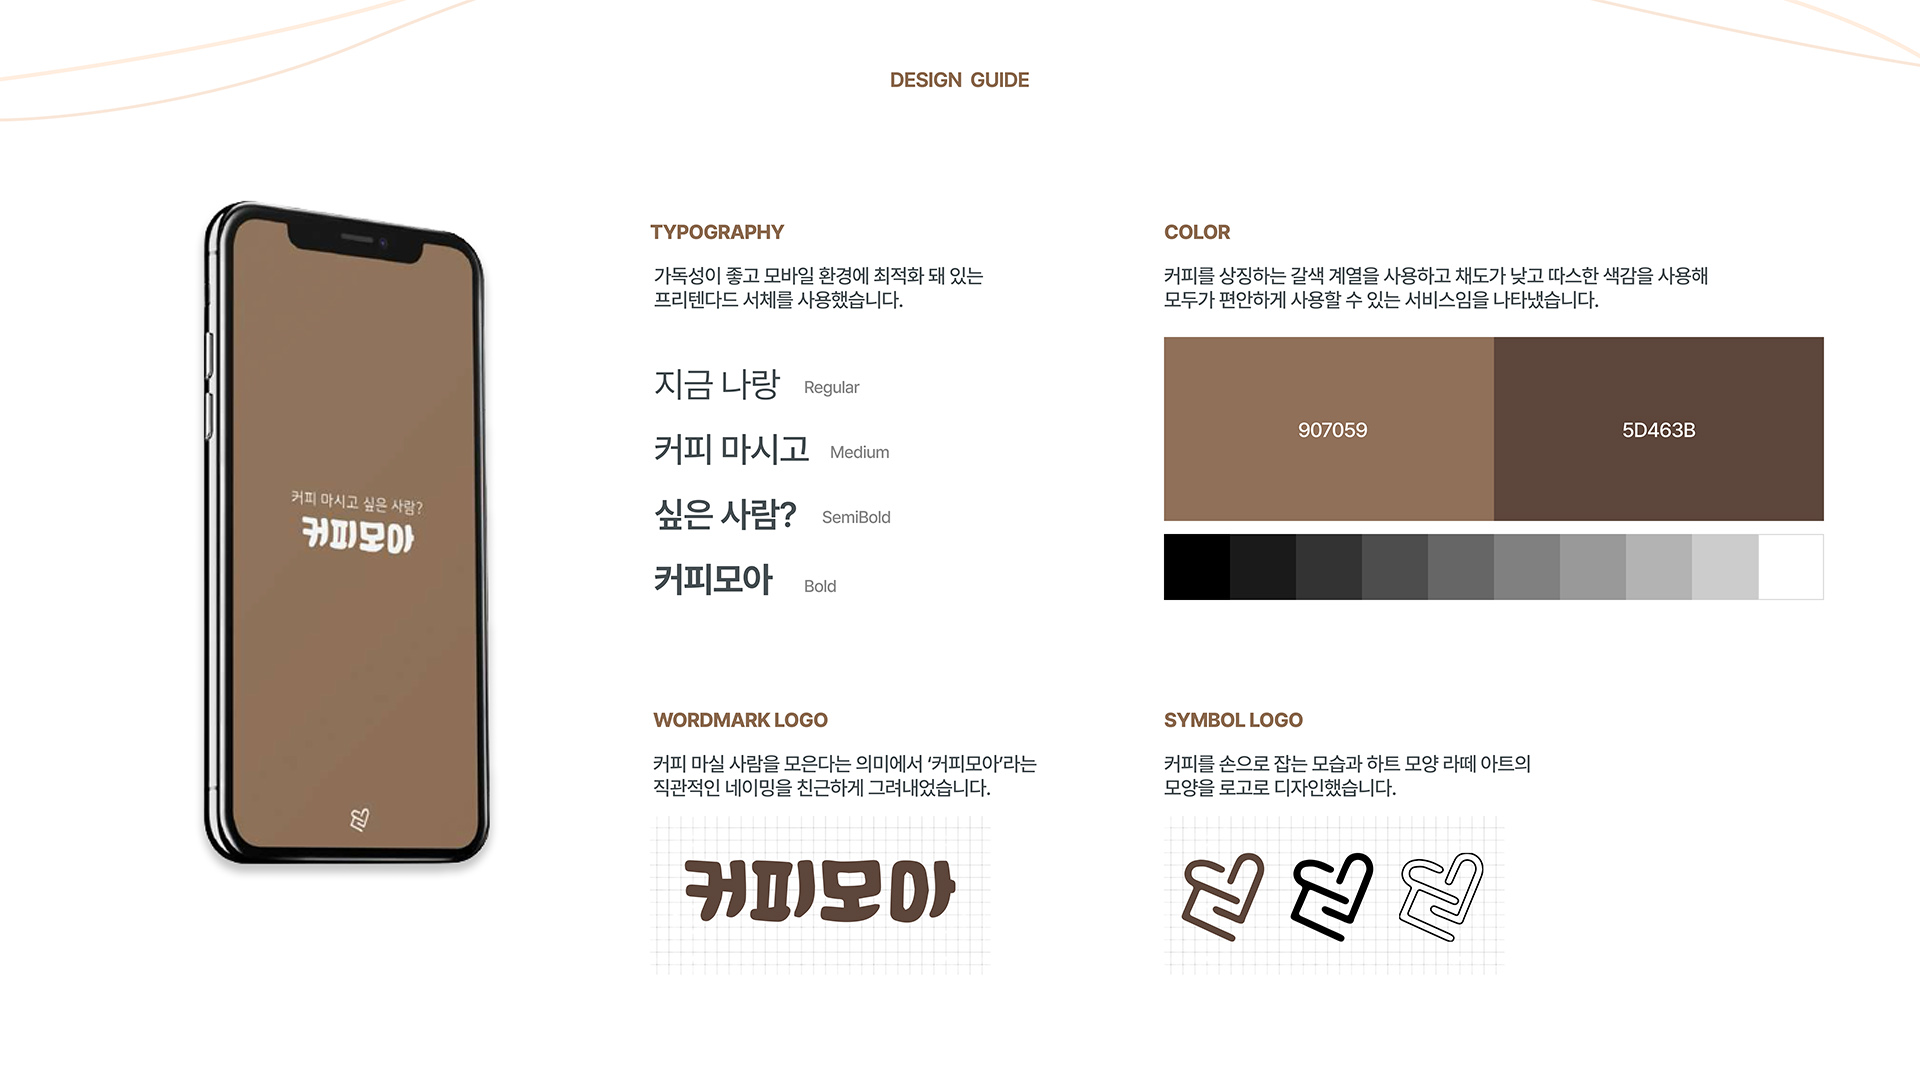 DESIGN GUIDE
커피 마시고 싶은 사람?
커피모아
TYPOGRAPHY
가독성이 좋고 모바일 환경에 최적화 돼 있는
프리텐다드 서체를 사용했습니다.
지금 나랑 Regular
커피 마시고 Medium
싶은 사람? SemiBold
커피모아 Bold
COLOR
커피를 상징하는 갈색 계열을 사용하고 채도가 낮고 따스한 색감을 사용해
모두가 편안하게 사용할 수 있는 서비스임을 나타냈습니다.
907059
5D463B
WORDMARK LOGO
커피 마실 사람을 모은다는 의미에서 ‘커피모아’라는
직관적인 네이밍을 친근하게 그려내었습니다.
커피모아
SYMBOL LOGO
커피를 손으로 잡는 모습과 하트 모양 라떼 아트의
모양을 로고로 디자인했습니다.